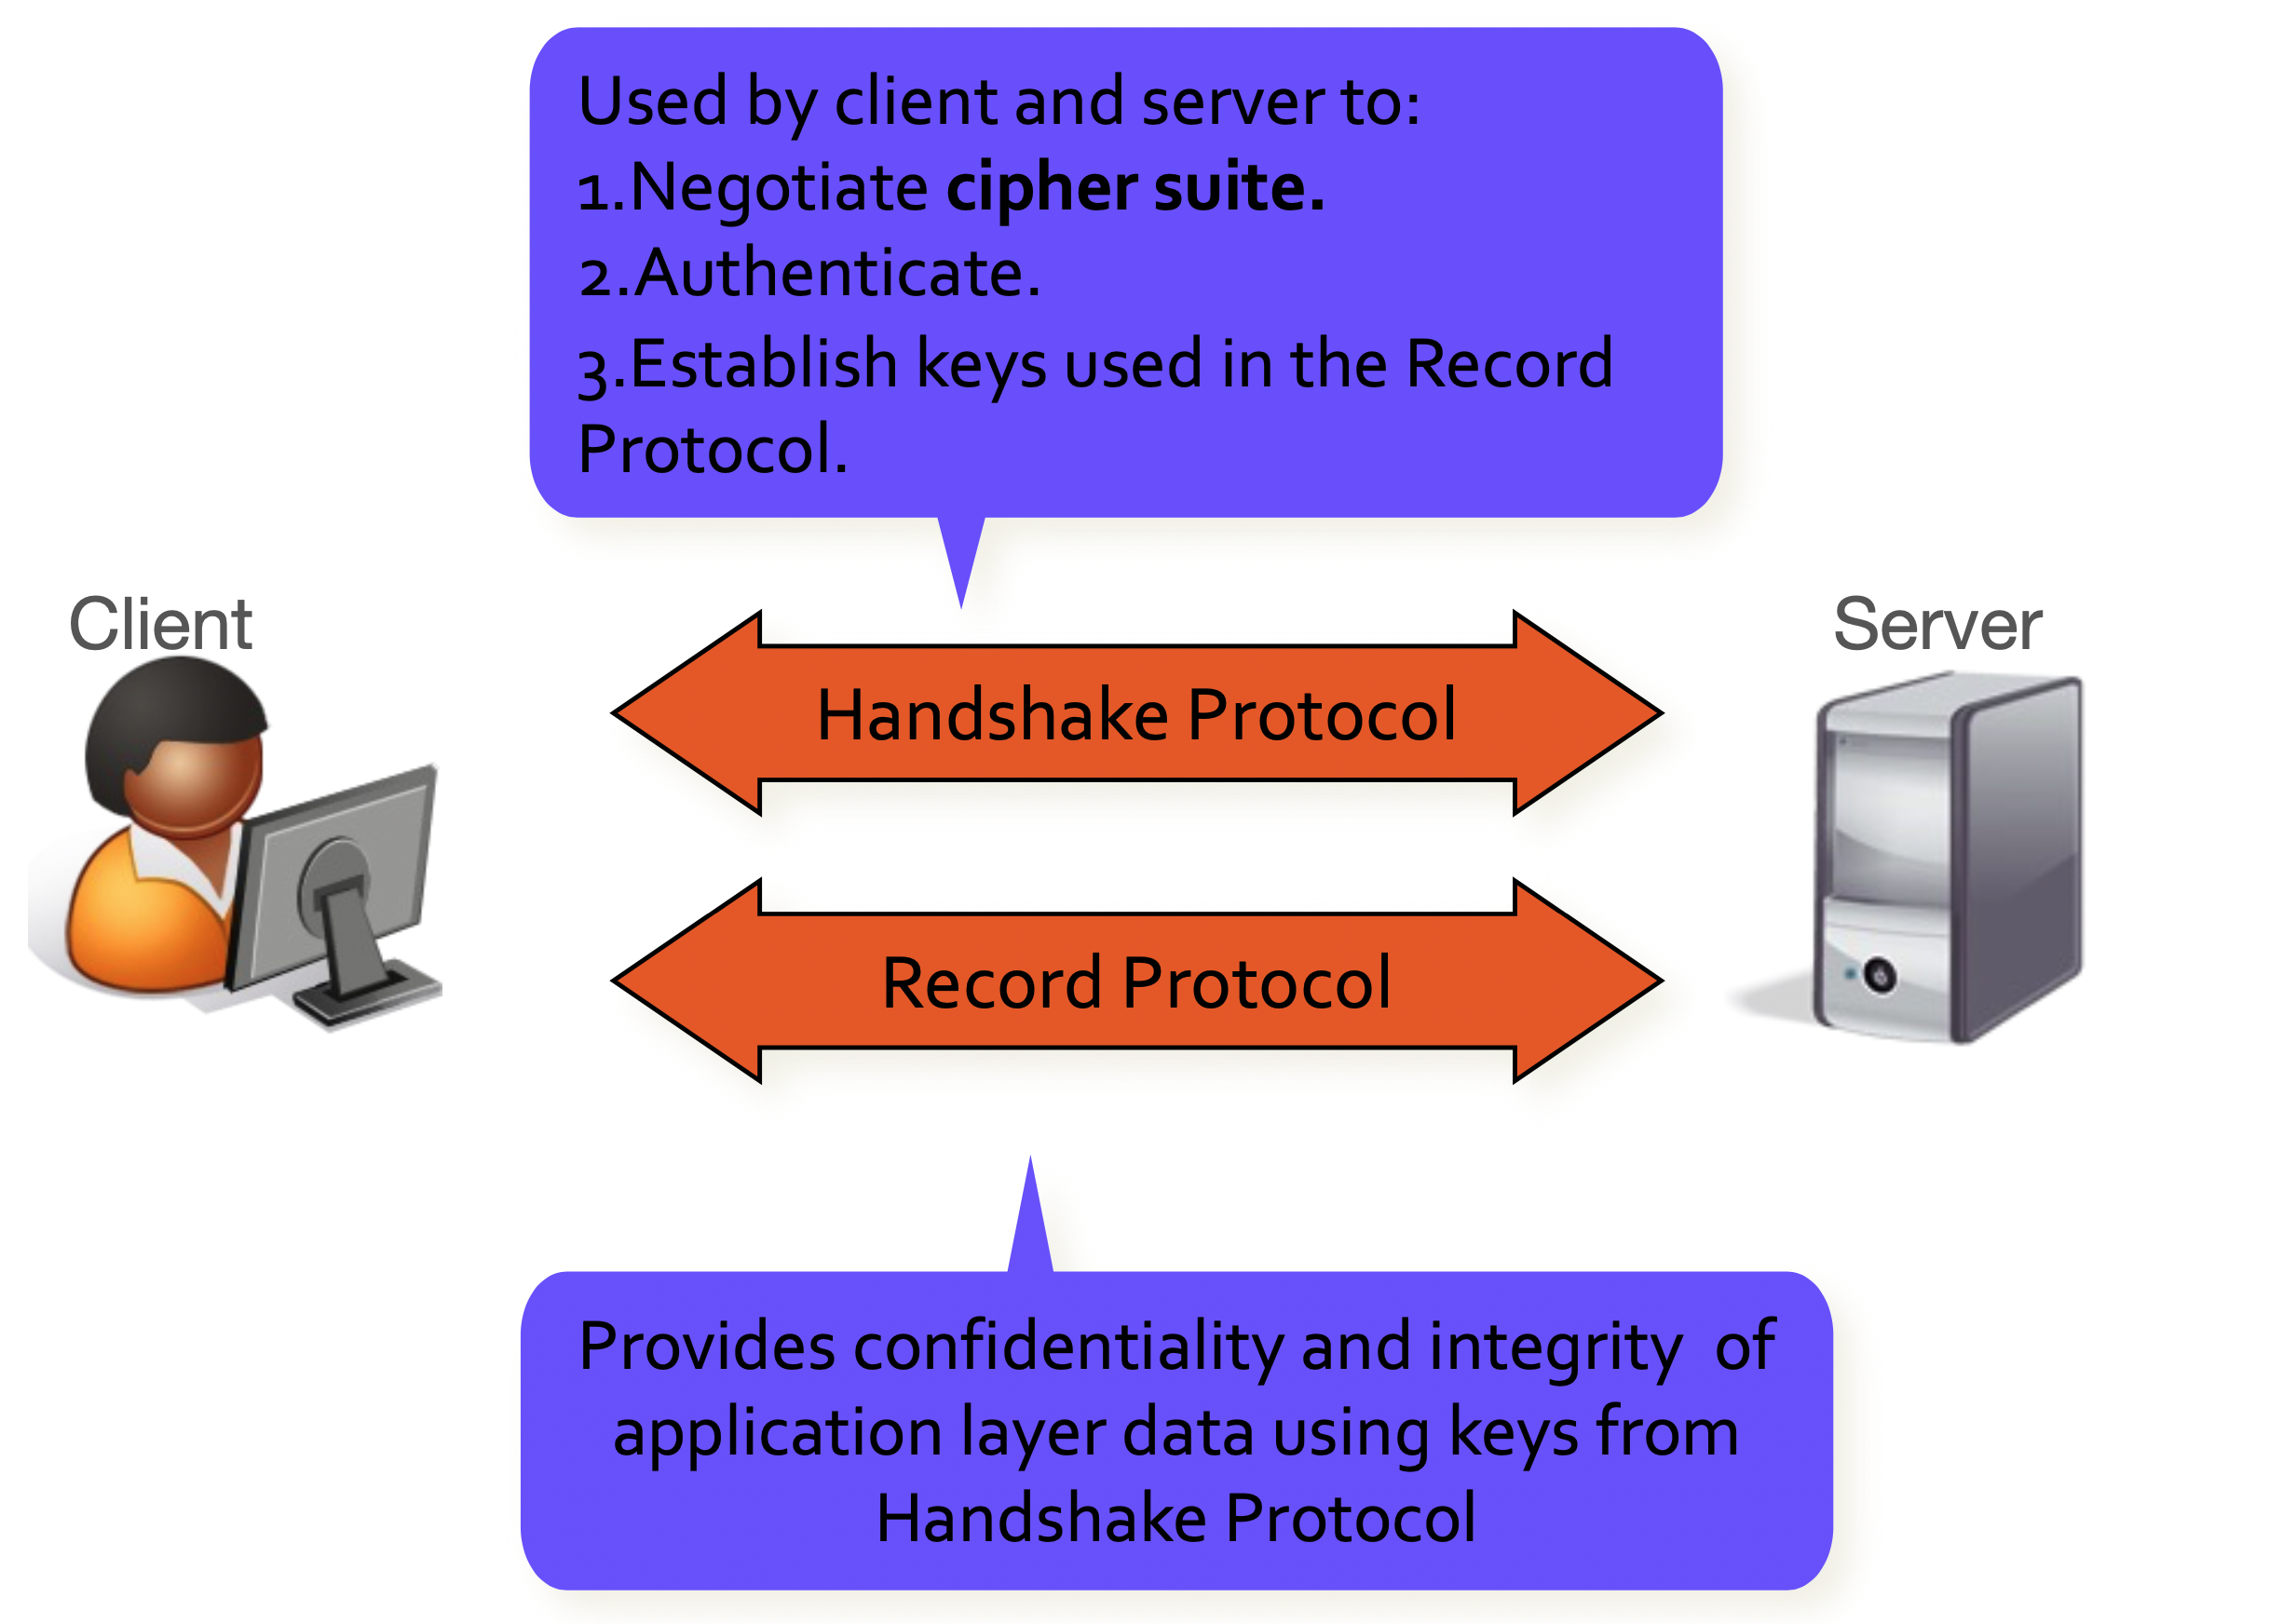 Used by client and server to:
1.Negotiate cipher suite.
2.Authenticate.
3.Establish keys used in the Record
Protocol.
Client
Server
Handshake Protocol
Record Protocol
Provides confidentiality and integrity  of
application layer data using keys from
Handshake Protocol